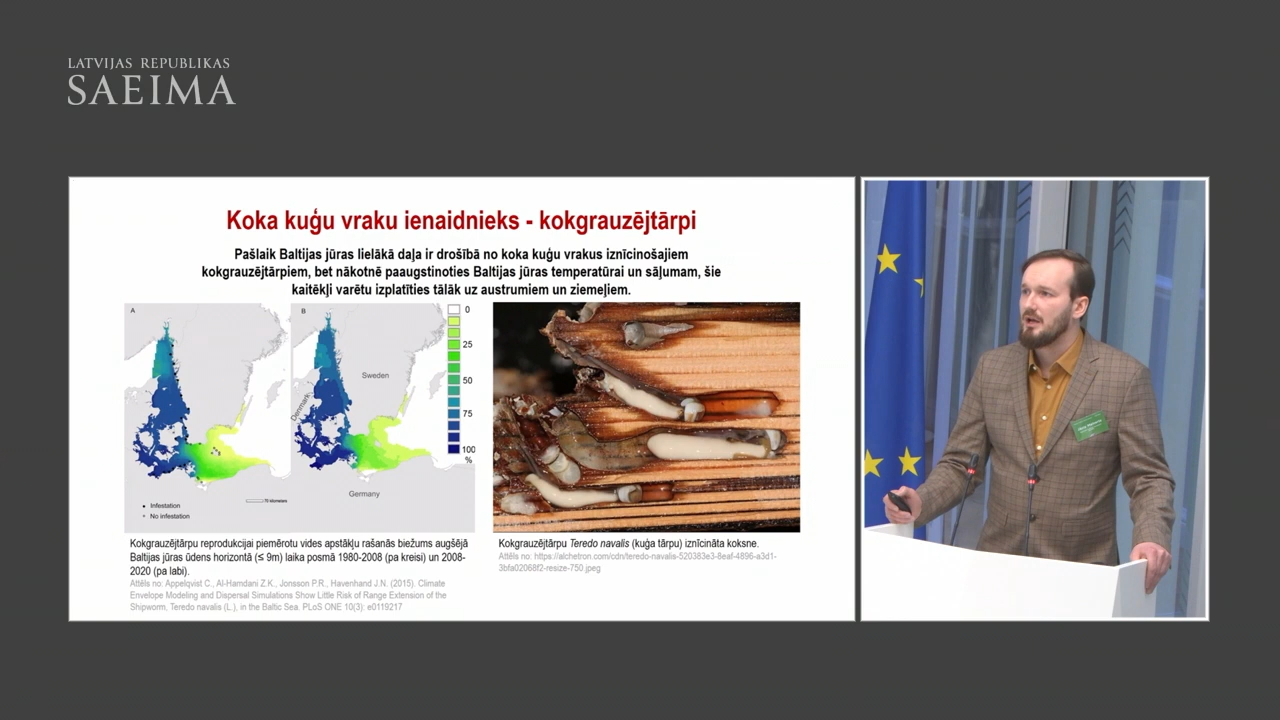 LATVIJAS REPUBLIKAS
SAEIMA
Koka kuģu vraku ienaidnieks - kokgrauzējtārpi
Pašlaik Baltijas jūras lielākā daļa ir drošībā no koka kuģu vrakus iznīcinošajiem
kokgrauzējtārpiem, bet nākotnē paaugstinoties Baltijas jūras temperatūrai un sāļumam, šie
kaitēkļi varētu izplatīties tālāk uz austrumiem un ziemeļiem.
A
B
0
25
50
75
100
%
Sweden
Denmark
Germany
Infestation
No infestation
Kokgrauzējtārpu reprodukcijai piemērotu vides apstākļu rašanās biežums augšējā
Baltijas jūras ūdens horizontā (≤ 9m) laika posmā 1980-2008 (pa kreisi) un 2008-
2020 (pa labi).
Attēls no: Appelqvist C., Al-Hamdani Z.K., Jonsson P.R., Havenhand J.N. (2015). Climate
Envelope Modeling and Dispersal Simulations Show Little Risk of Range Extension of the
Shipworm, Teredo navalis (L.), in the Baltic Sea. PLoS ONE 10(3): e0119217
Kokgrauzējtārpu Teredo navalis (kuģa tārpu) iznīcināta koksne.
Attēls no: https://alchetron.com/cdn/teredo-navalis-520383e3-8eaf-4896-a3d1-
3bfa02068f2-resize-750.jpeg